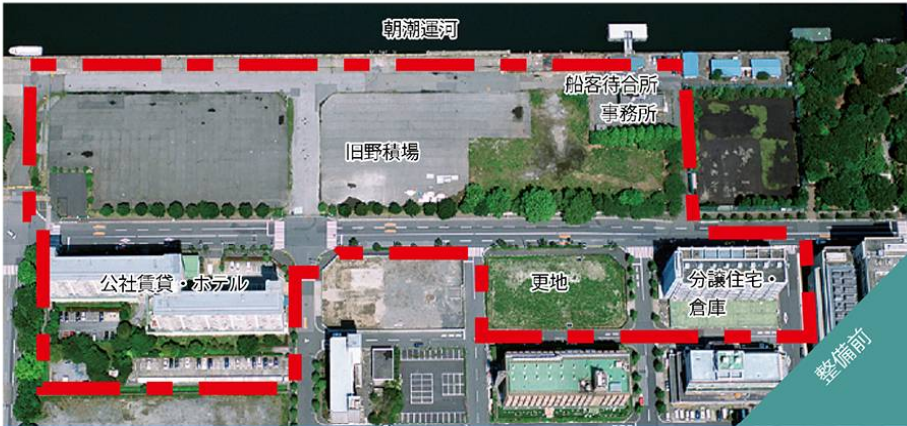 朝潮運河
船客待合所
事務所
旧野積場
公社賃貸・ホテル
更地
分譲住宅・
倉庫
整備前